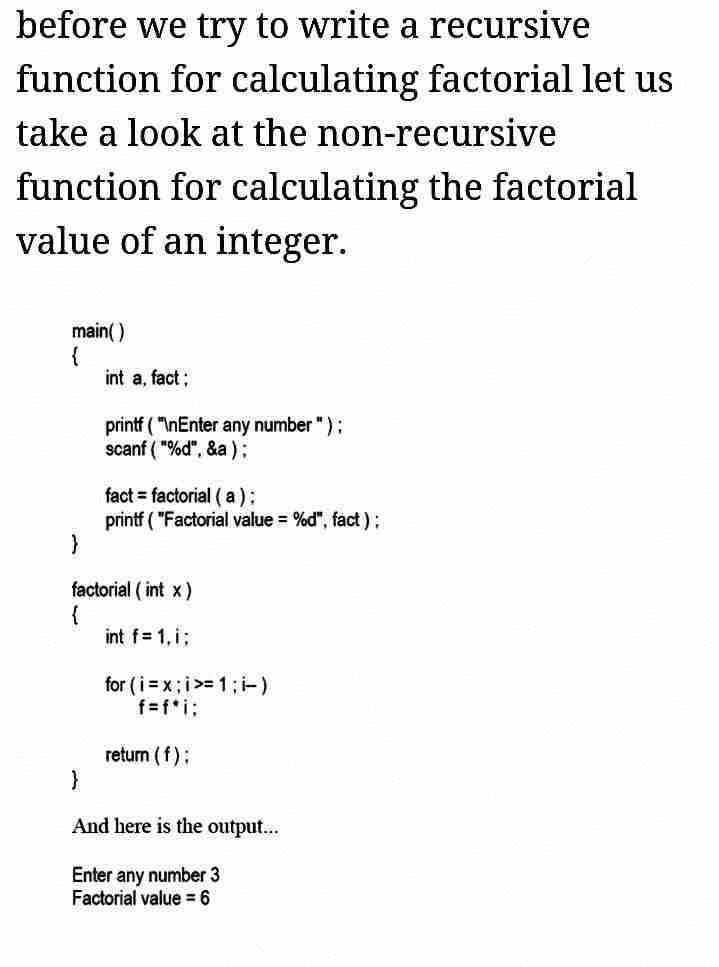 before we try to write a recursive
function for calculating factorial let us
take a look at the non-recursive
function for calculating the factorial
value of an integer.
main( )
{
int a, fact ;
printf ( "\nEnter any number " ) ;
scanf ( "%d", &a ) ;
fact = factorial ( a ) ;
printf ( "Factorial value = %d", fact ) ;
}
factorial ( int x )
{
int f = 1, i ;
for ( i = x ; i >= 1 ; i-- )
f = f * i ;
return ( f ) ;
}
And here is the output...
Enter any number 3
Factorial value = 6